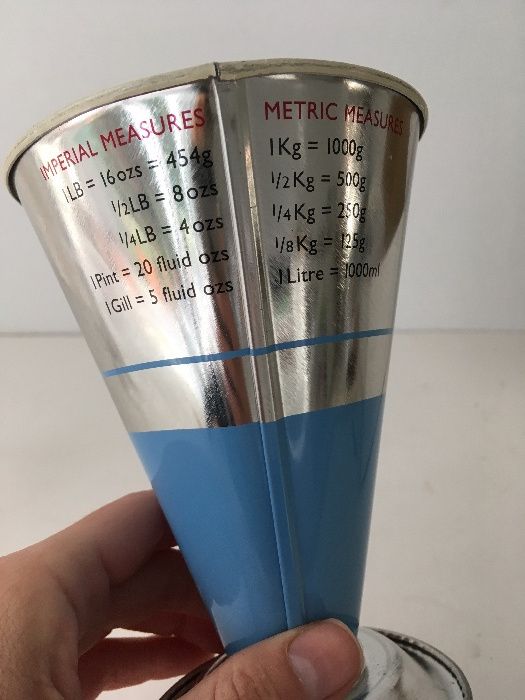 IMPERIAL MEASURES
1LB = 16ozs = 454g
1/2LB = 8ozs
1/4LB = 4ozs
1Pint = 20 fluid ozs
1Gill = 5 fluid ozs
METRIC MEASURES
1Kg = 1000g
1/2Kg = 500g
1/4Kg = 250g
1/8Kg = 125g
1Litre = 1000ml